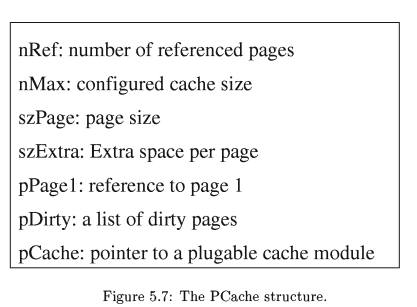 nRef: number of referenced pages
nMax: configured cache size
szPage: page size
szExtra: Extra space per page
pPage1: reference to page 1
pDirty: a list of dirty pages
pCache: pointer to a plugable cache module
Figure 5.7: The PCache structure.